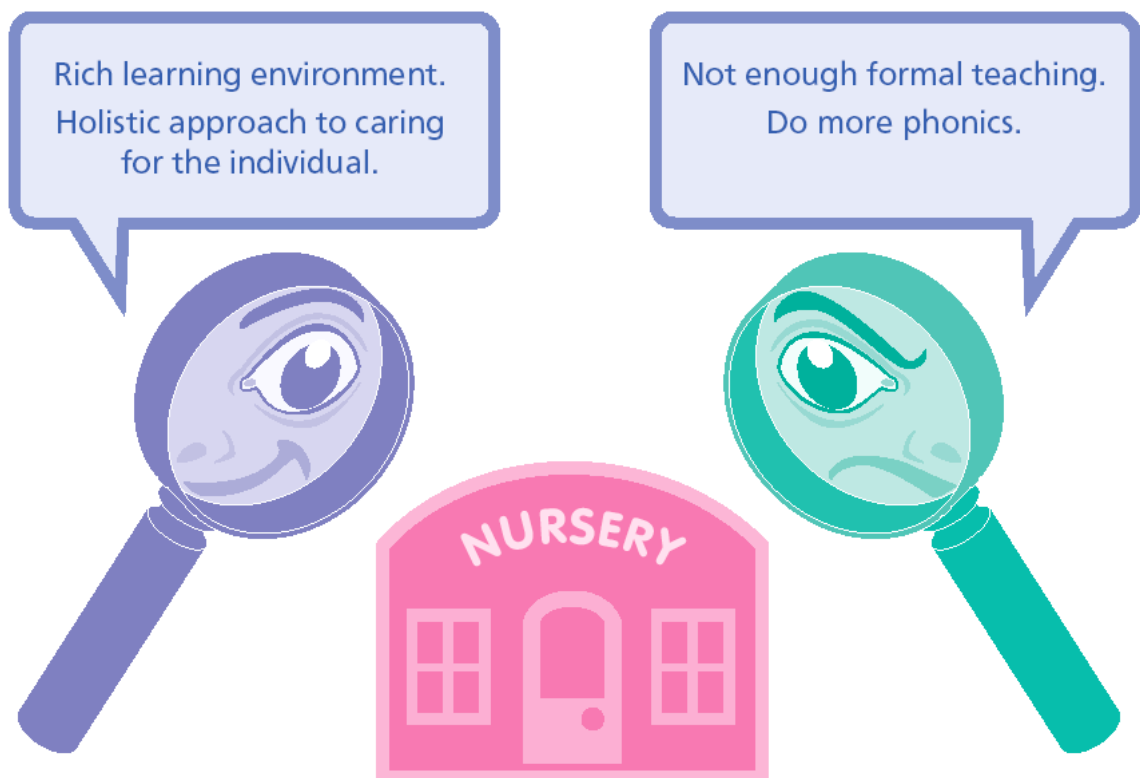 Rich learning environment.
Holistic approach to caring
for the individual.
Not enough formal teaching.
Do more phonics.
NURSERY